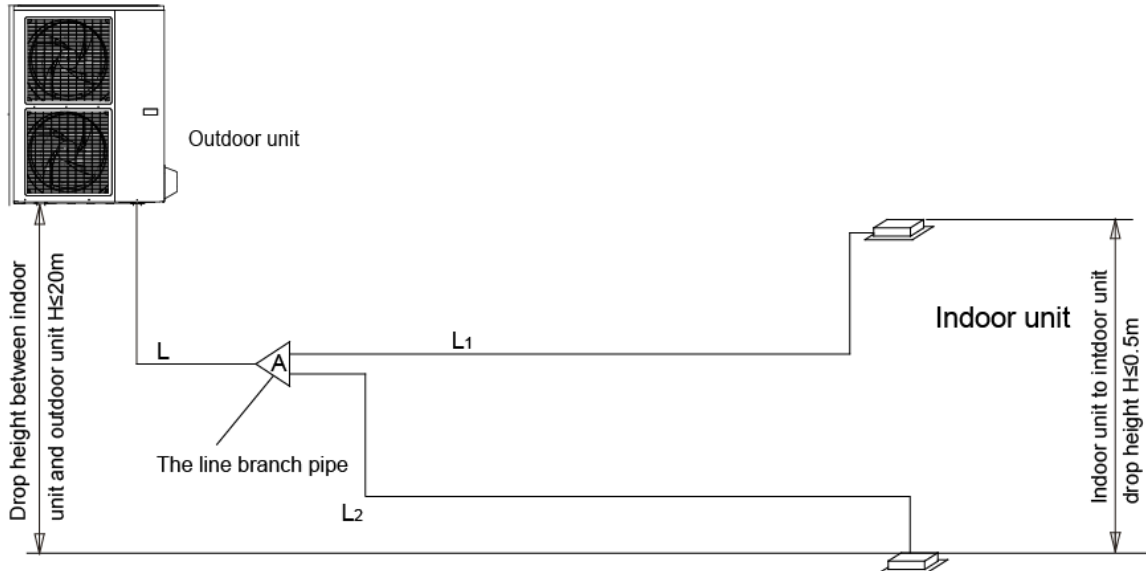 Outdoor unit
Drop height between indoor
unit and outdoor unit H≤20m
L
A
L1
The line branch pipe
L2
Indoor unit
Indoor unit to intdoor unit
drop height H≤0.5m